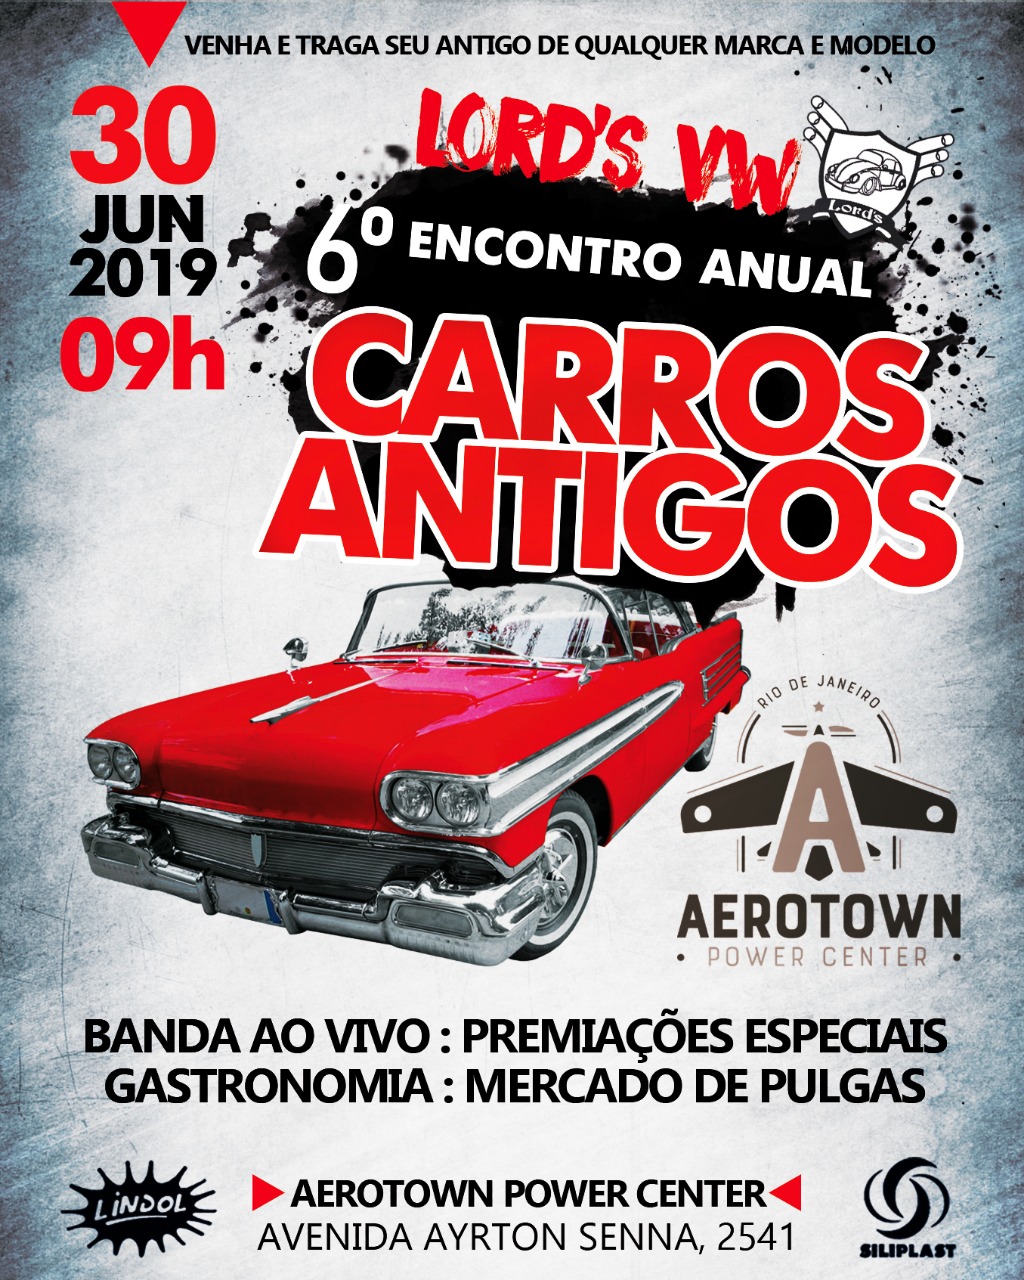 VENHA E TRAGA SEU ANTIGO DE QUALQUER MARCA E MODELO
30
JUN
2019
09h
LORD'S VW
Lord's
6º ENCONTRO ANUAL
CARROS
ANTIGOS
RIO DE JANEIRO
A
AEROTOWN
• POWER CENTER •
BANDA AO VIVO : PREMIAÇÕES ESPECIAIS
GASTRONOMIA : MERCADO DE PULGAS
LINDOL
AEROTOWN POWER CENTER
AVENIDA AYRTON SENNA, 2541
SILIPLAST